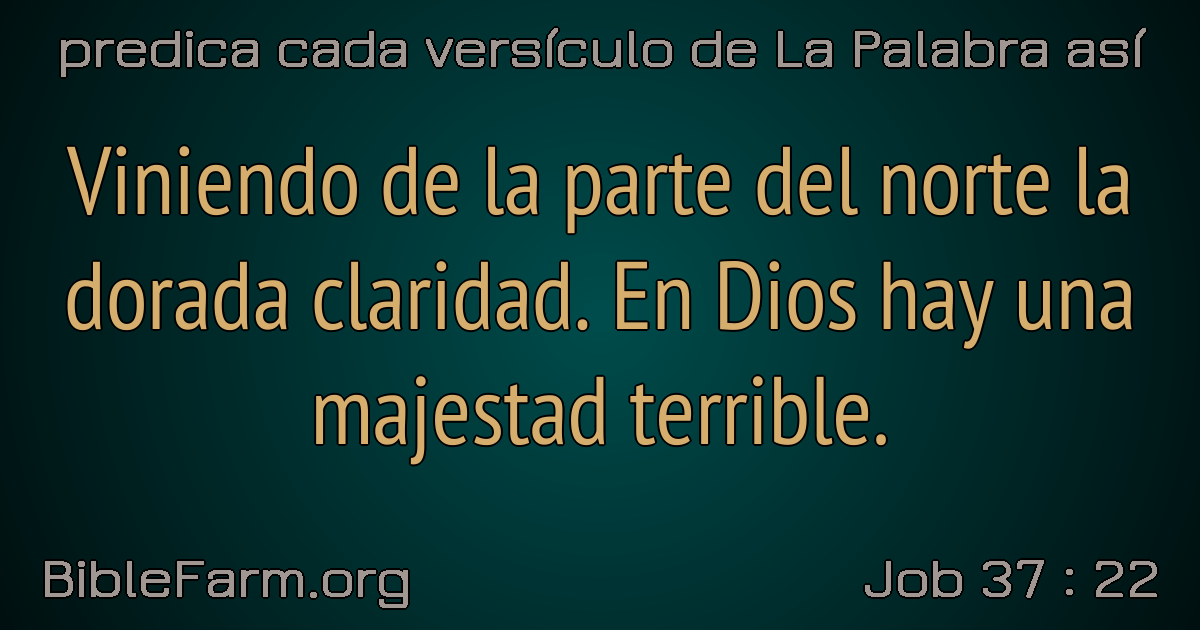 predica cada versículo de La Palabra así
Viniendo de la parte del norte la
dorada claridad. En Dios hay una
majestad terrible.
BibleFarm.org
Job 37 : 22